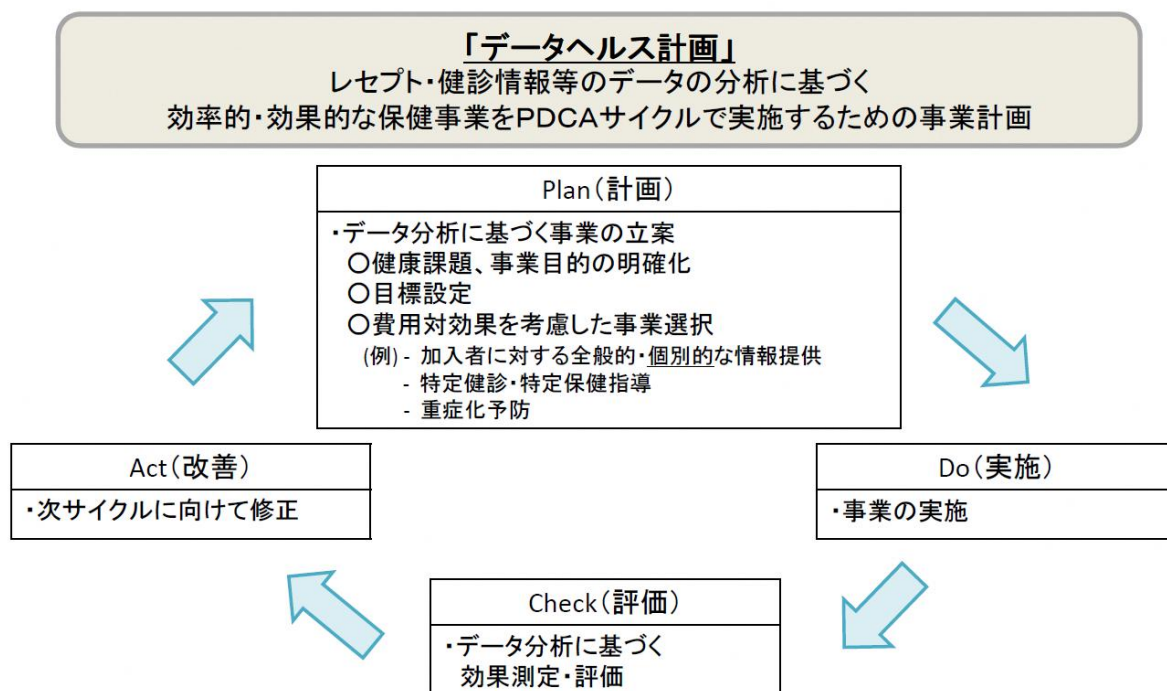 「データヘルス計画」
レセプト・健診情報等のデータの分析に基づく
効率的・効果的な保健事業をPDCAサイクルで実施するための事業計画
Plan(計画)
・データ分析に基づく事業の立案
○健康課題、事業目的の明確化
○目標設定
○費用対効果を考慮した事業選択
(例) - 加入者に対する全般的・個別的な情報提供
- 特定健診・特定保健指導
- 重症化予防
Act(改善)
・次サイクルに向けて修正
Do(実施)
・事業の実施
Check(評価)
・データ分析に基づく
効果測定・評価